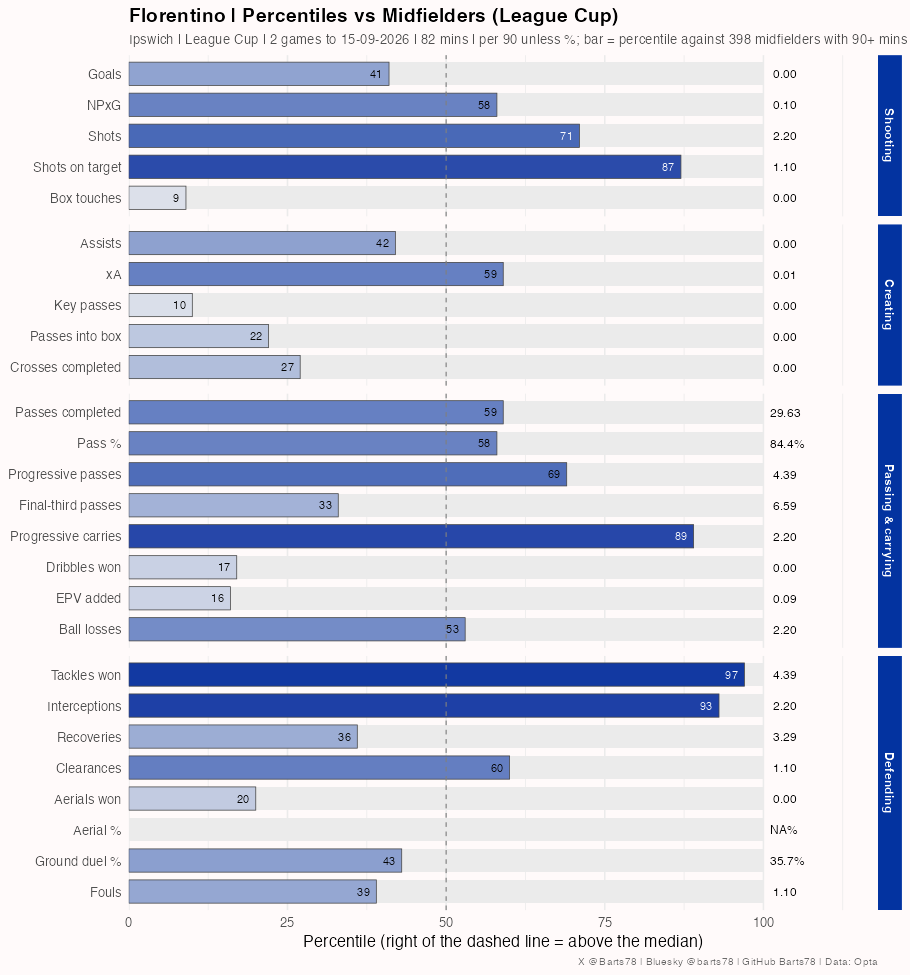 Florentino | Percentiles vs Midfielders (League Cup)
Ipswich | League Cup | 2 games to 15-09-2026 | 82 mins | per 90 unless %; bar = percentile against 398 midfielders with 90+ mins
Shooting
Goals 41 0.00
NPxG 58 0.10
Shots 71 2.20
Shots on target 87 1.10
Box touches 9 0.00
Creating
Assists 42 0.00
xA 59 0.01
Key passes 10 0.00
Passes into box 22 0.00
Crosses completed 27 0.00
Passing & carrying
Passes completed 59 29.63
Pass % 58 84.4%
Progressive passes 69 4.39
Final-third passes 33 6.59
Progressive carries 89 2.20
Dribbles won 17 0.00
EPV added 16 0.09
Ball losses 53 2.20
Defending
Tackles won 97 4.39
Interceptions 93 2.20
Recoveries 36 3.29
Clearances 60 1.10
Aerials won 20 0.00
Aerial % NA%
Ground duel % 43 35.7%
Fouls 39 1.10
0 25 50 75 100
Percentile (right of the dashed line = above the median)
X @Barts78 | Bluesky @barts78 | GitHub Barts78 | Data: Opta